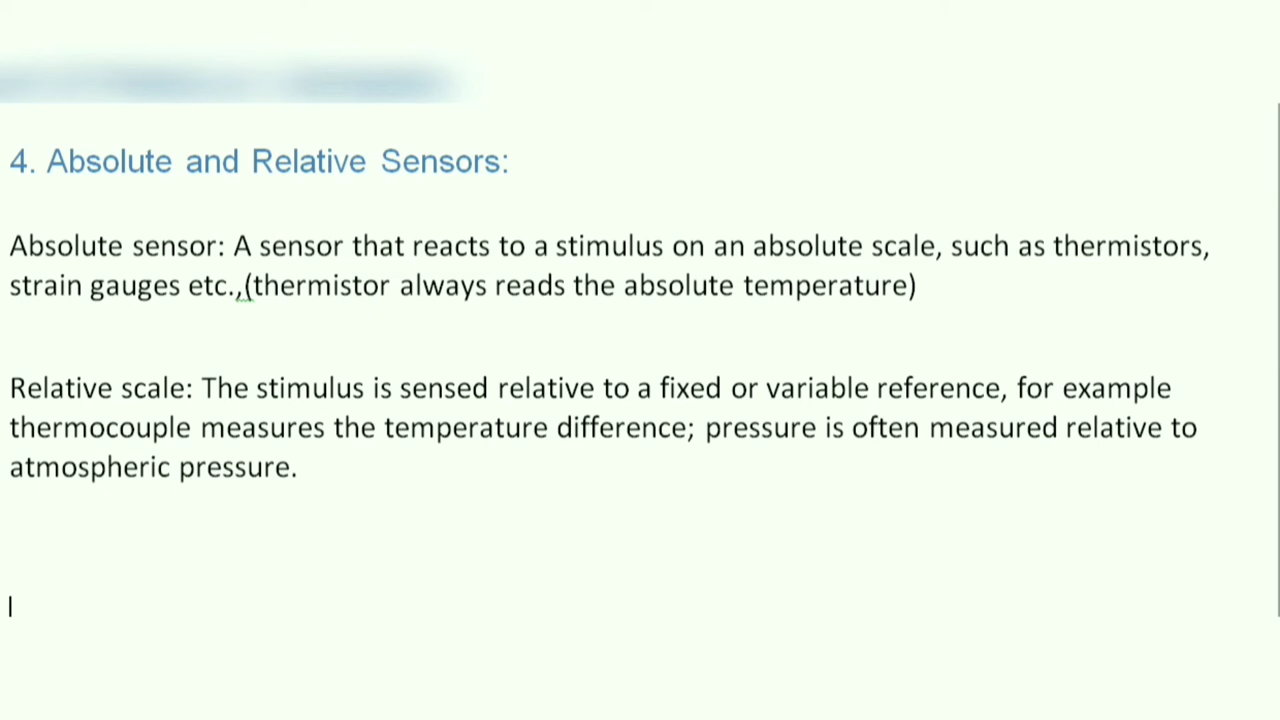 4. Absolute and Relative Sensors:
Absolute sensor: A sensor that reacts to a stimulus on an absolute scale, such as thermistors,
strain gauges etc.,(thermistor always reads the absolute temperature)
Relative scale: The stimulus is sensed relative to a fixed or variable reference, for example
thermocouple measures the temperature difference; pressure is often measured relative to
atmospheric pressure.